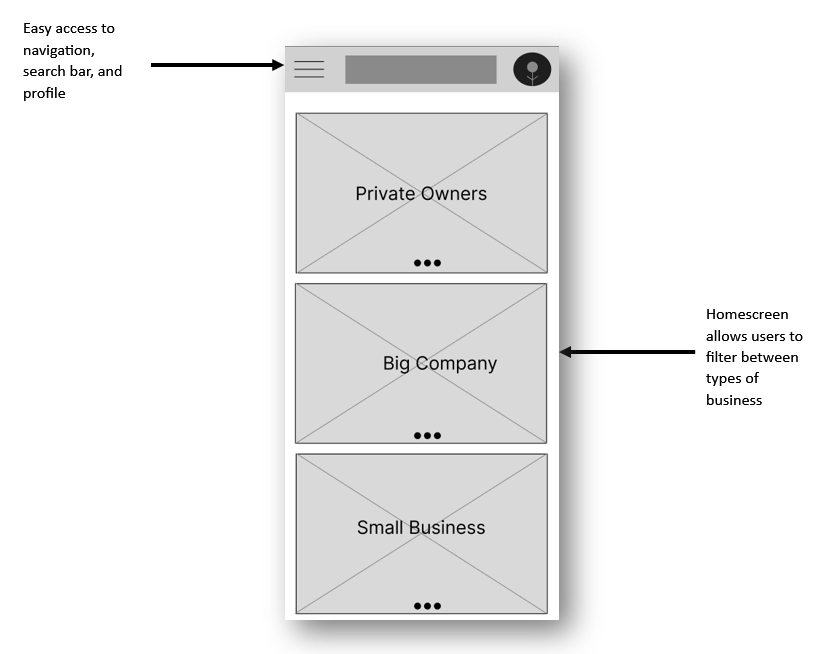 Easy access to
navigation,
search bar, and
profile
Private Owners
Big Company
Small Business
Homescreen
allows users to
filter between
types of
business